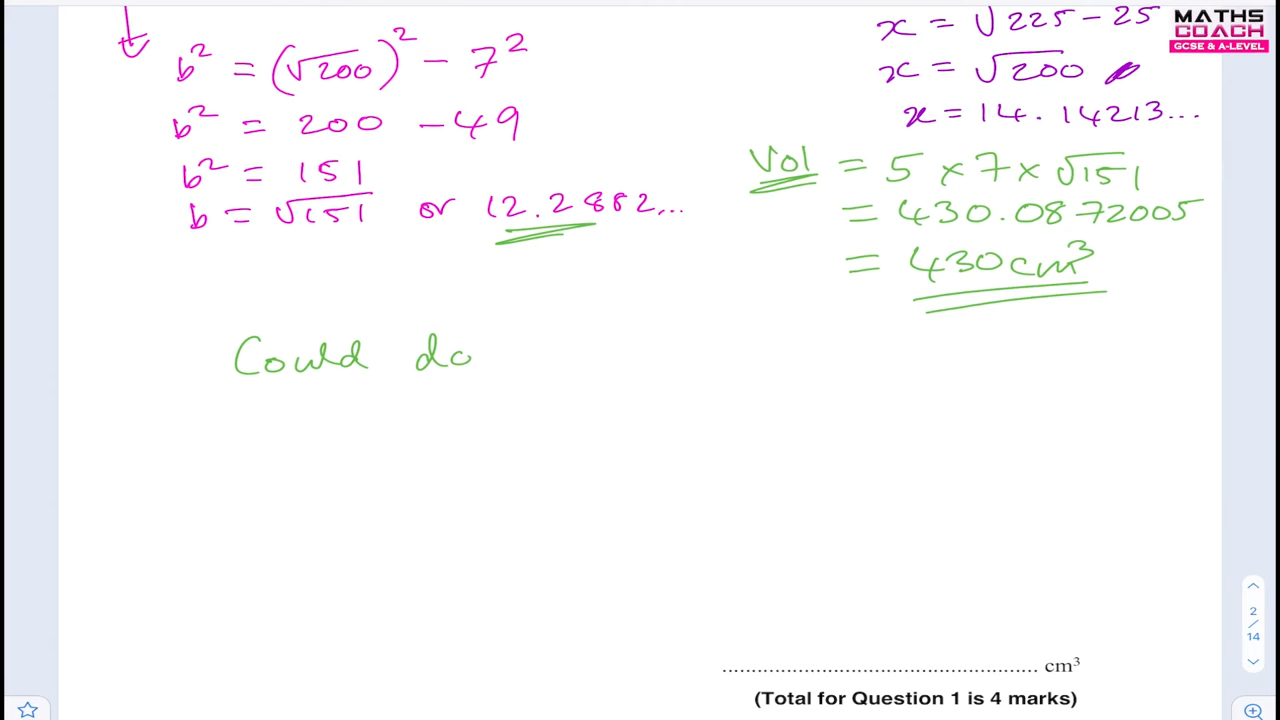 b² = (√200)² - 7²
b² = 200 - 49
b² = 151
b = √151 or 12.2882...
x = √225 - 25
x = √200
x = 14.14213...
Vol = 5 x 7 x √151
= 430.0872005
= 430cm³
Could do
MATHS
COACH
GCSE & A-LEVEL
2
/
14
.................................................. cm³
(Total for Question 1 is 4 marks)